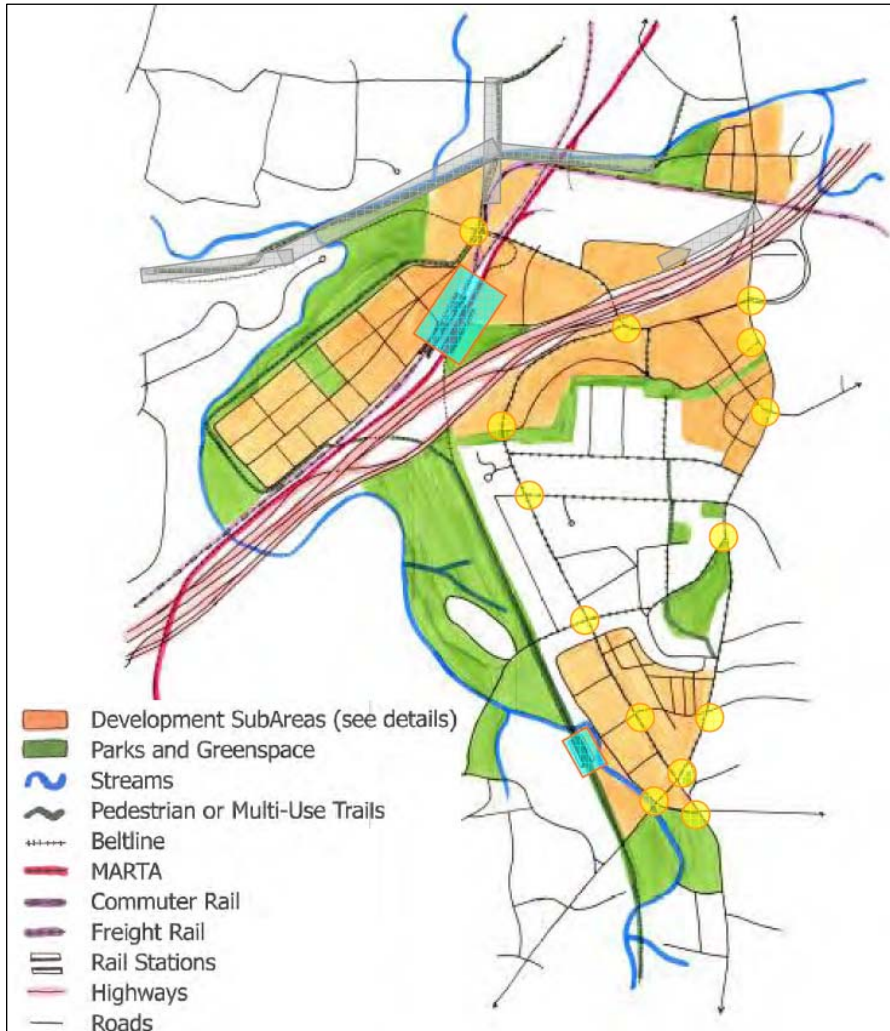 Development SubAreas (see details)
Parks and Greenspace
Streams
Pedestrian or Multi-Use Trails
Beltline
MARTA
Commuter Rail
Freight Rail
Rail Stations
Highways
Roads